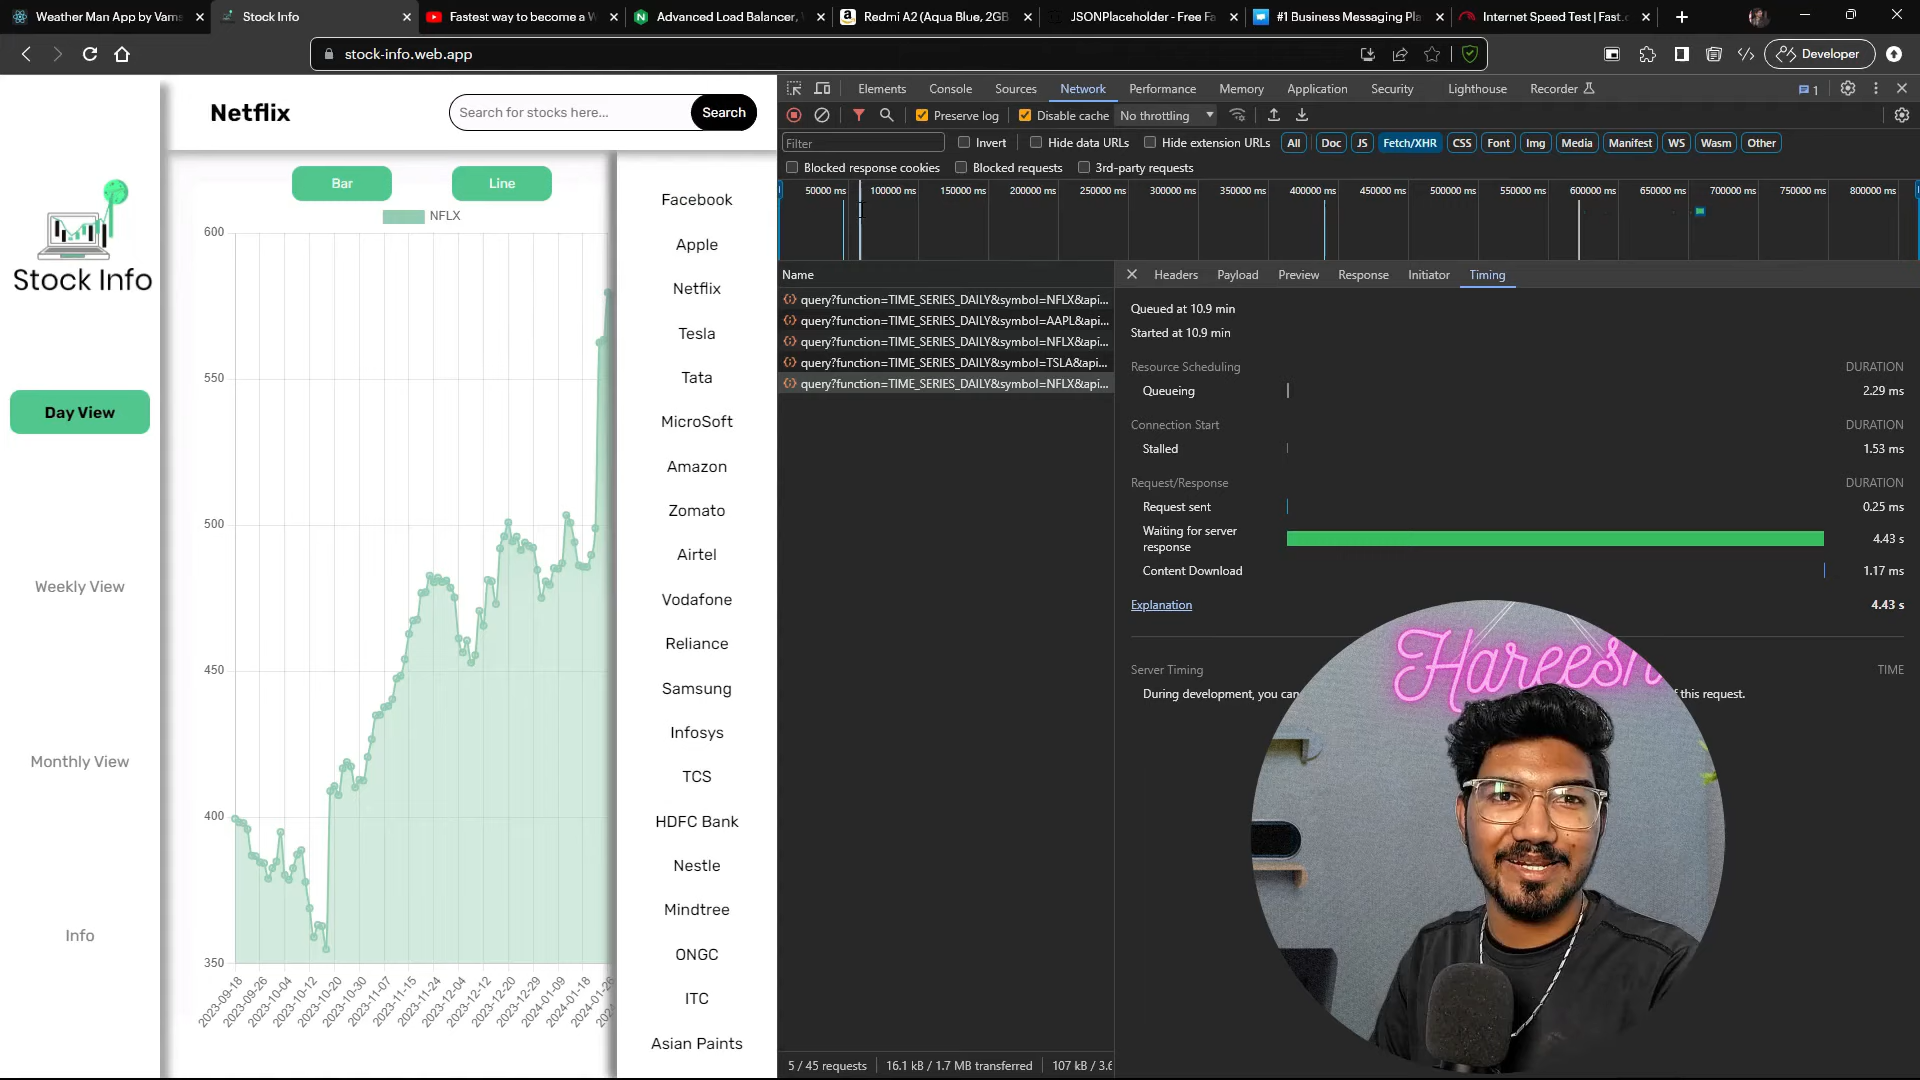 Weather Man App by Vams
Stock Info
Fastest way to become a W
Advanced Load Balancer,
Redmi A2 (Aqua Blue, 2GB
JSONPlaceholder - Free Fa
#1 Business Messaging Pla
Internet Speed Test | Fast.c
stock-info.web.app
Developer
Netflix
Search for stocks here...
Search
Stock Info
Day View
Weekly View
Monthly View
Info
Bar
Line
NFLX
600
550
500
450
400
350
2023-09-18
2023-09-26
2023-10-04
2023-10-12
2023-10-20
2023-10-30
2023-11-07
2023-11-15
2023-11-24
2023-12-04
2023-12-12
2023-12-20
2023-12-29
2024-01-09
2024-01-18
2024-01-26
Facebook
Apple
Netflix
Tesla
Tata
MicroSoft
Amazon
Zomato
Airtel
Vodafone
Reliance
Samsung
Infosys
TCS
HDFC Bank
Nestle
Mindtree
ONGC
ITC
Asian Paints
Elements
Console
Sources
Network
Performance
Memory
Application
Security
Lighthouse
Recorder
1
Preserve log
Disable cache
No throttling
Filter
Invert
Hide data URLs
Hide extension URLs
All
Doc
JS
Fetch/XHR
CSS
Font
Img
Media
Manifest
WS
Wasm
Other
Blocked response cookies
Blocked requests
3rd-party requests
50000 ms
100000 ms
150000 ms
200000 ms
250000 ms
300000 ms
350000 ms
400000 ms
450000 ms
500000 ms
550000 ms
600000 ms
650000 ms
700000 ms
750000 ms
800000 ms
Name
query?function=TIME_SERIES_DAILY&symbol=NFLX&api...
query?function=TIME_SERIES_DAILY&symbol=AAPL&api...
query?function=TIME_SERIES_DAILY&symbol=NFLX&api...
query?function=TIME_SERIES_DAILY&symbol=TSLA&api...
query?function=TIME_SERIES_DAILY&symbol=NFLX&api...
Headers
Payload
Preview
Response
Initiator
Timing
Queued at 10.9 min
Started at 10.9 min
Resource Scheduling
DURATION
Queueing
2.29 ms
Connection Start
DURATION
Stalled
1.53 ms
Request/Response
DURATION
Request sent
0.25 ms
Waiting for server
response
4.43 s
Content Download
1.17 ms
Explanation
4.43 s
Server Timing
TIME
During development, you can
f this request.
Hareesh
5 / 45 requests
16.1 kB / 1.7 MB transferred
107 kB / 3.6